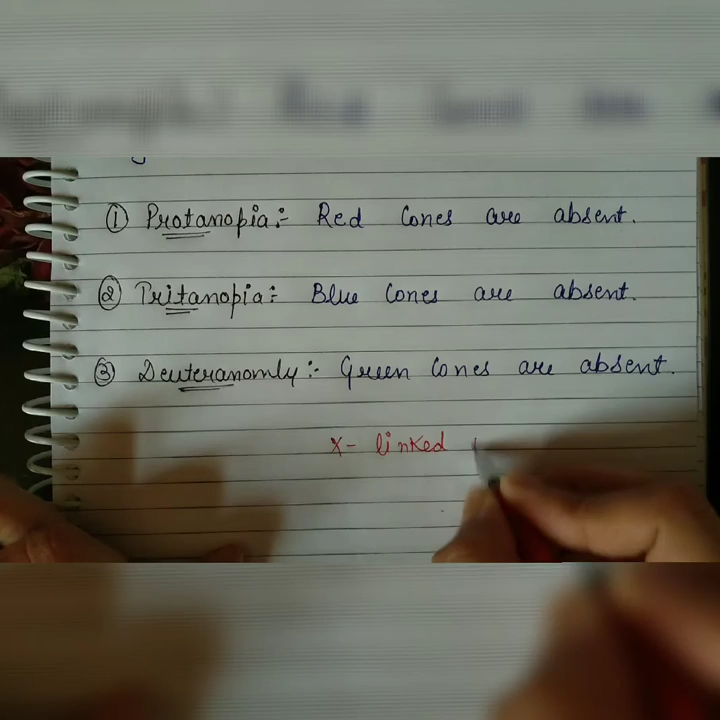 ① Protanopia:- Red Cones are absent.
② Tritanopia:- Blue Cones are absent.
③ Deuteranomly:- Green Cones are absent.
X- linked